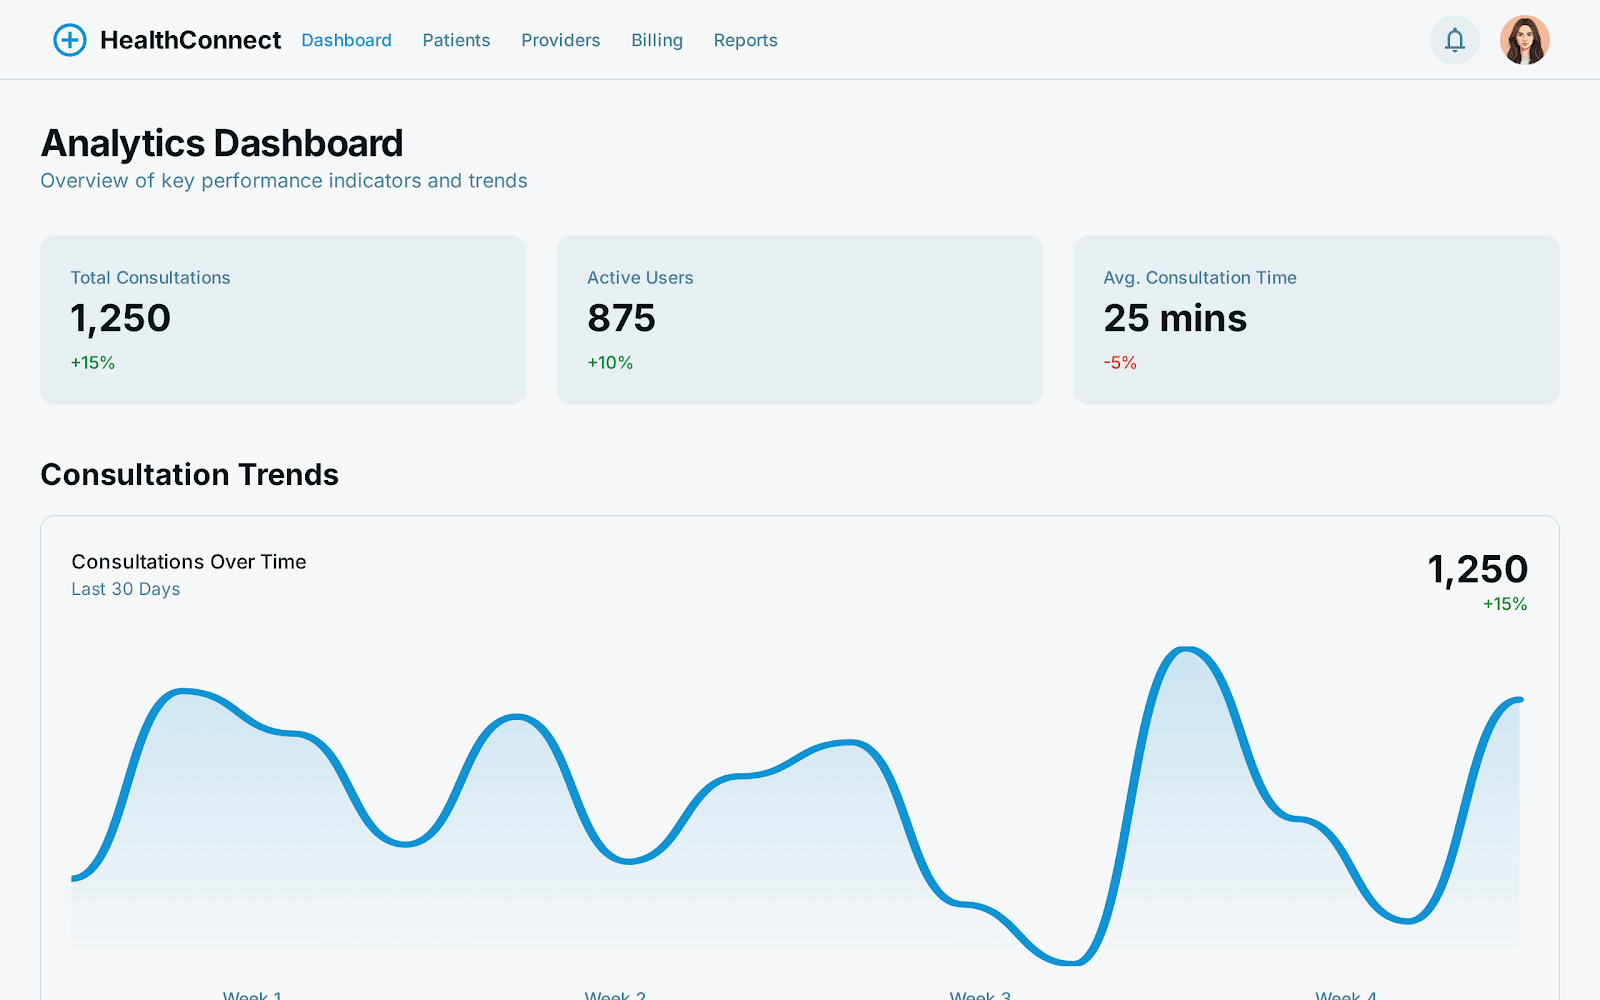 HealthConnect
Dashboard
Patients
Providers
Billing
Reports
Analytics Dashboard
Overview of key performance indicators and trends
Total Consultations
1,250
+15%
Active Users
875
+10%
Avg. Consultation Time
25 mins
-5%
Consultation Trends
Consultations Over Time
Last 30 Days
1,250
+15%
Week 1
Week 2
Week 3
Week 4